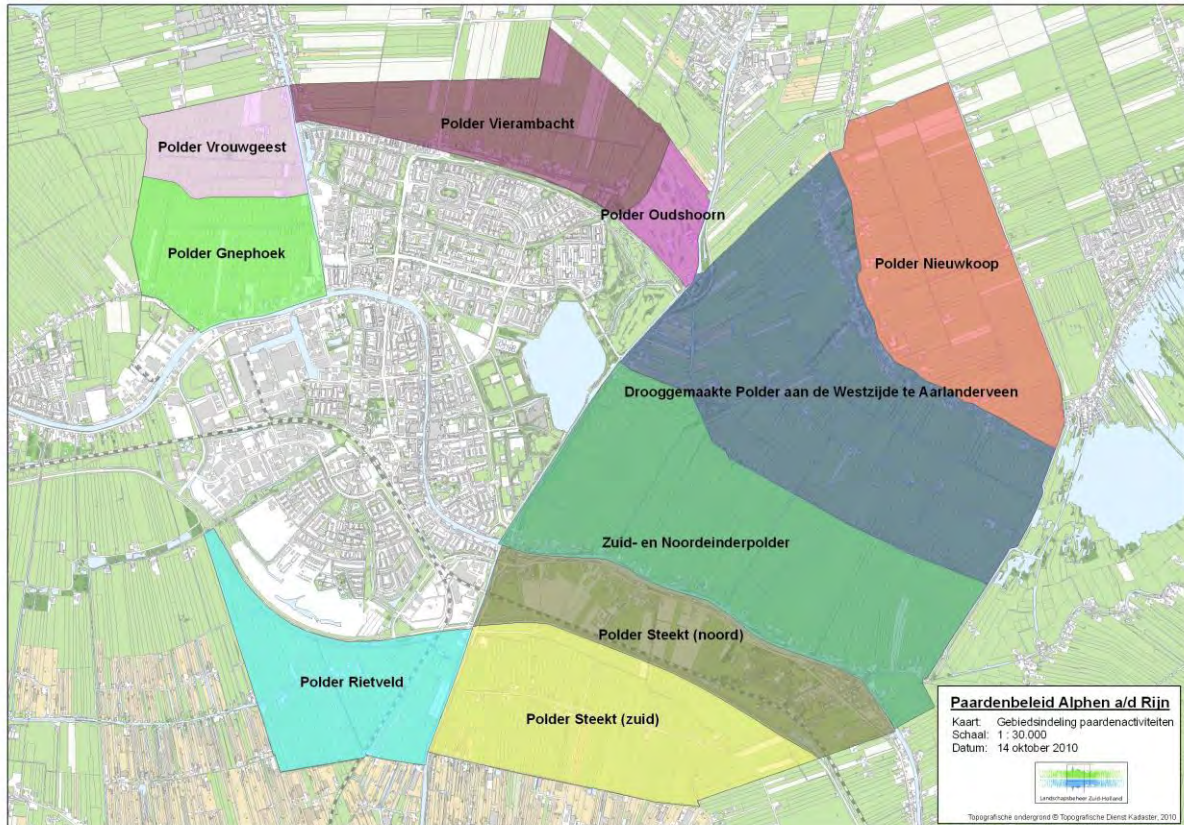 Polder Vierambacht
Polder Vrouwgeest
Polder Oudshoorn
Polder Gnephoek
Polder Nieuwkoop
Drooggemaakte Polder aan de Westzijde te Aarlanderveen
Zuid- en Noordeinderpolder
Polder Steekt (noord)
Polder Rietveld
Polder Steekt (zuid)
Paardenbeleid Alphen a/d Rijn
Kaart: Gebiedsindeling paardenactiviteiten
Schaal: 1 : 30.000
Datum: 14 oktober 2010
Landschapsbeheer Zuid-Holland
Topografische ondergrond © Topografische Dienst Kadaster, 2010